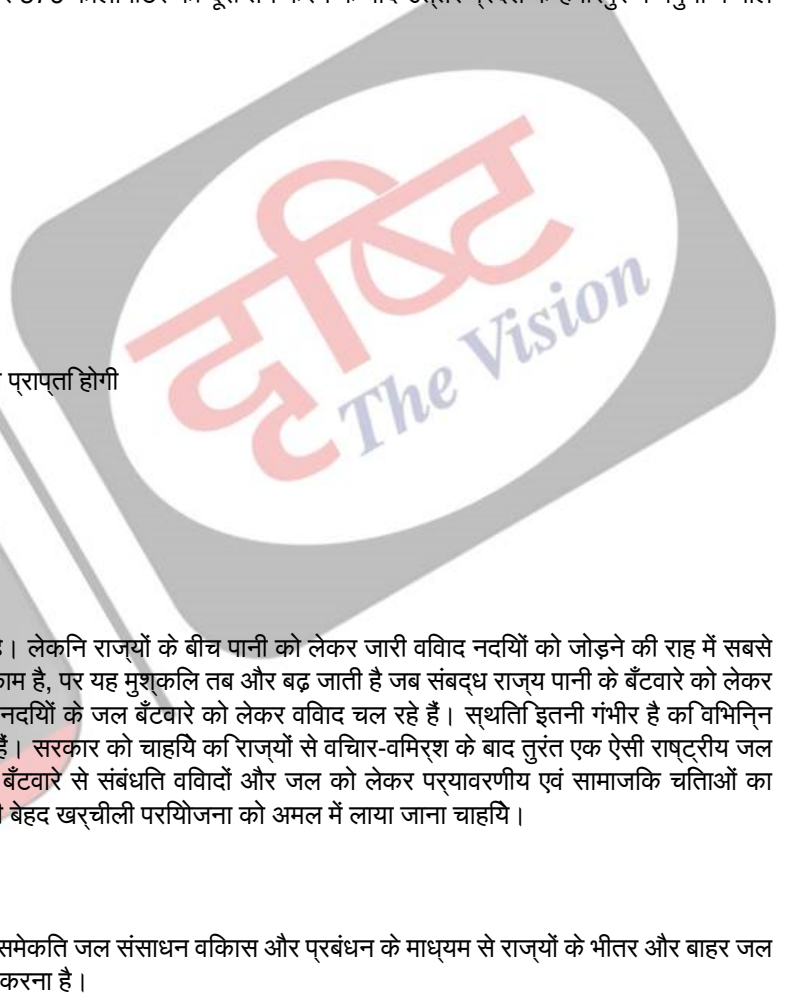 दृष्टि
The Vision
प्राप्त होगी
है। लेकिन राज्यों के बीच पानी को लेकर जारी विवाद नदियों को जोड़ने की राह में सबसे
काम है, पर यह मुश्किल तब और बढ़ जाती है जब संबद्ध राज्य पानी के बँटवारे को लेकर
नदियों के जल बँटवारे को लेकर विवाद चल रहे हैं। स्थिति इतनी गंभीर है कि विभिन्न
हैं। सरकार को चाहिये कि राज्यों से विचार-विमर्श के बाद तुरंत एक ऐसी राष्ट्रीय जल
बँटवारे से संबंधित विवादों और जल को लेकर पर्यावरणीय एवं सामाजिक चिंताओं का
बेहद खर्चीली परियोजना को अमल में लाया जाना चाहिये।
समेकित जल संसाधन विकास और प्रबंधन के माध्यम से राज्यों के भीतर और बाहर जल
करना है।